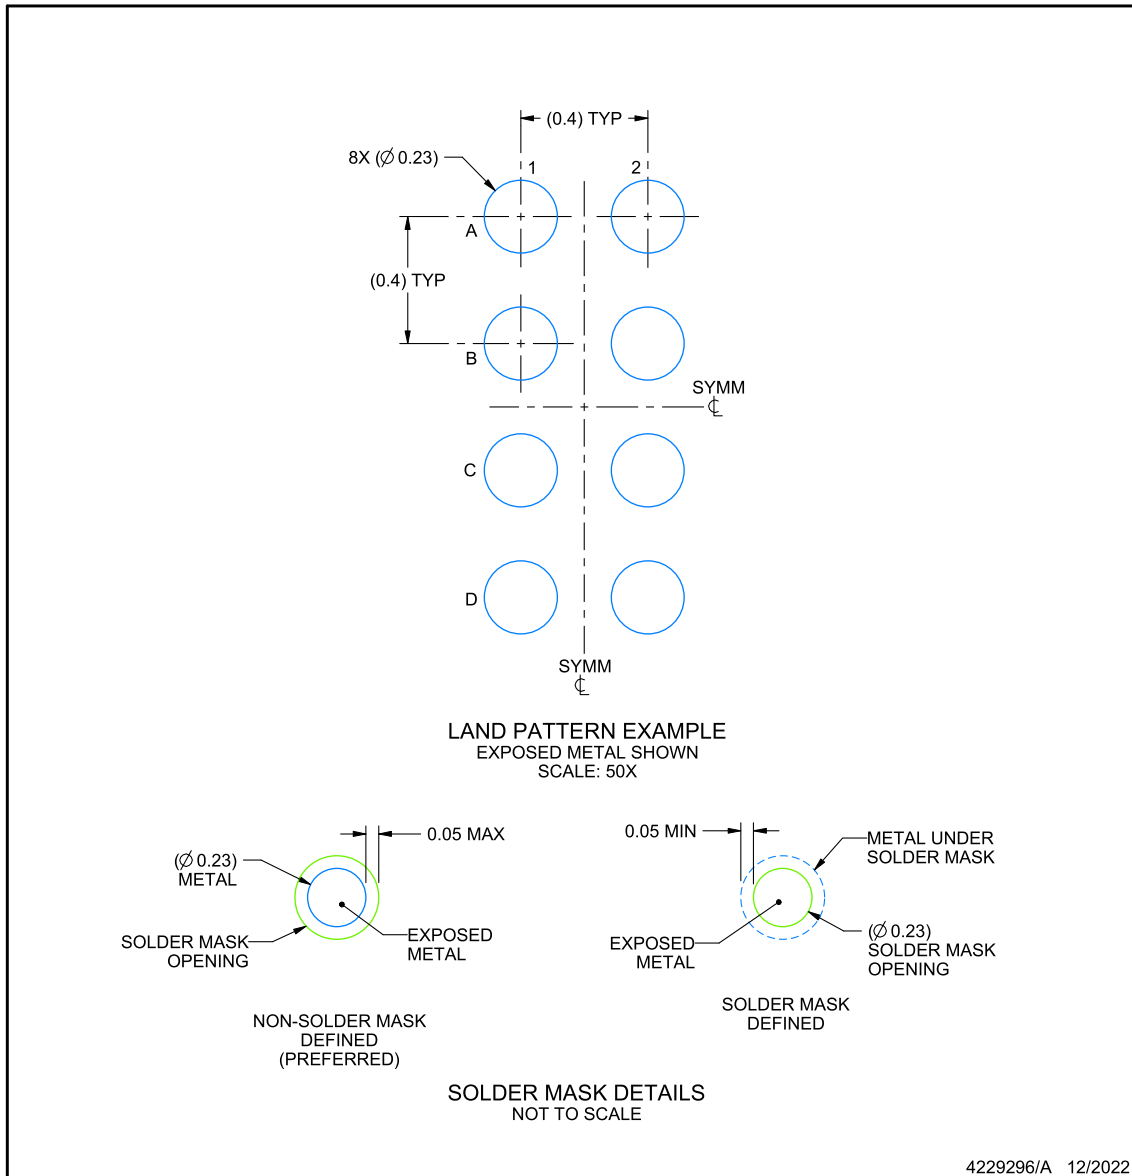 (0.4) TYP
8X (∅ 0.23)
1
2
A
(0.4) TYP
B
SYMM
℄
C
D
SYMM
℄
LAND PATTERN EXAMPLE
EXPOSED METAL SHOWN
SCALE: 50X
0.05 MAX
(∅ 0.23)
METAL
SOLDER MASK
OPENING
EXPOSED
METAL
NON-SOLDER MASK
DEFINED
(PREFERRED)
0.05 MIN
METAL UNDER
SOLDER MASK
EXPOSED
METAL
(∅ 0.23)
SOLDER MASK
OPENING
SOLDER MASK
DEFINED
SOLDER MASK DETAILS
NOT TO SCALE
4229296/A 12/2022